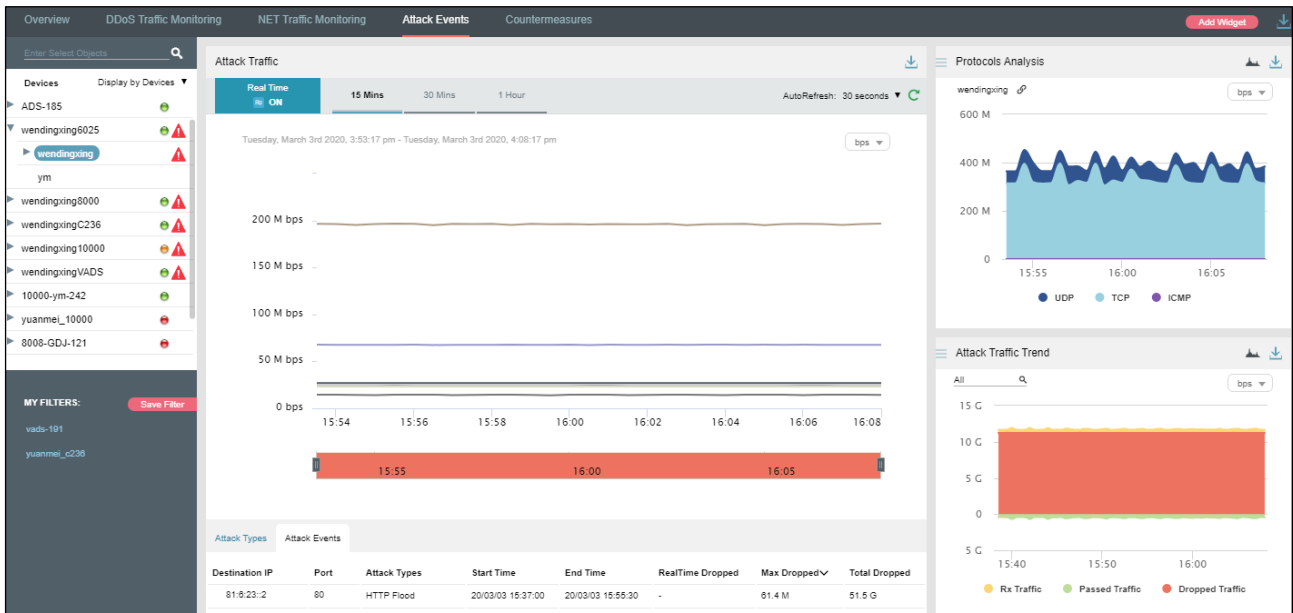 Overview DDoS Traffic Monitoring NET Traffic Monitoring Attack Events Countermeasures Add Widget
Enter Select Objects
Devices Display by Devices
ADS-185
wendingxing6025
wendingxing
ym
wendingxing8000
wendingxingC236
wendingxing10000
wendingxingVADS
10000-ym-242
yuanmei_10000
8008-GDJ-121
MY FILTERS: Save Filter
vads-191
yuanmei_c236
Attack Traffic
Real Time
ON
15 Mins 30 Mins 1 Hour AutoRefresh: 30 seconds
Tuesday, March 3rd 2020, 3:53:17 pm - Tuesday, March 3rd 2020, 4:08:17 pm bps
200 M bps
150 M bps
100 M bps
50 M bps
0 bps
15:54 15:56 15:58 16:00 16:02 16:04 16:06 16:08
15:55 16:00 16:05
Attack Types Attack Events
Destination IP Port Attack Types Start Time End Time RealTime Dropped Max Dropped Total Dropped
81:6:23::2 80 HTTP Flood 20/03/03 15:37:00 20/03/03 15:55:30 - 61.4 M 51.5 G
Protocols Analysis
wendingxing bps
600 M
400 M
200 M
0
15:55 16:00 16:05
UDP TCP ICMP
Attack Traffic Trend
All bps
15 G
10 G
5 G
0
5 G
15:40 15:50 16:00
Rx Traffic Passed Traffic Dropped Traffic